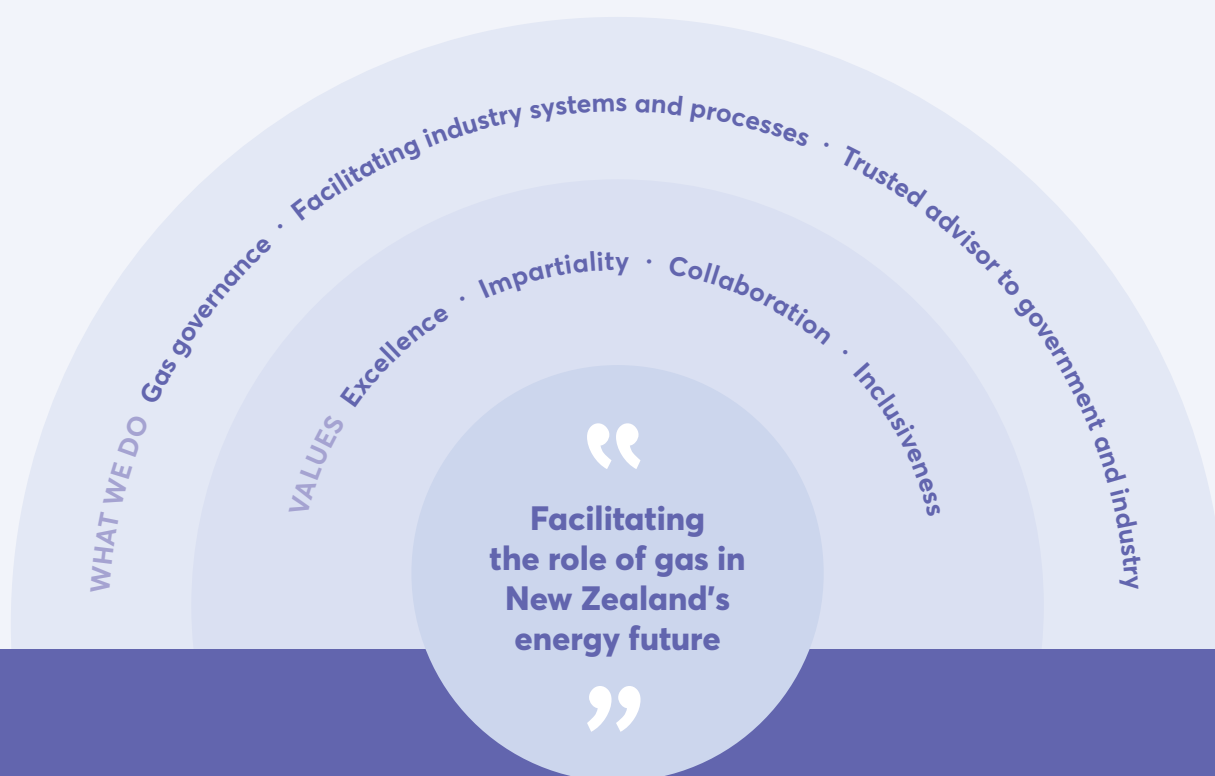 WHAT WE DO Gas governance · Facilitating industry systems and processes · Trusted advisor to government and industry
VALUES Excellence · Impartiality · Collaboration · Inclusiveness
“
Facilitating
the role of gas in
New Zealand’s
energy future
”